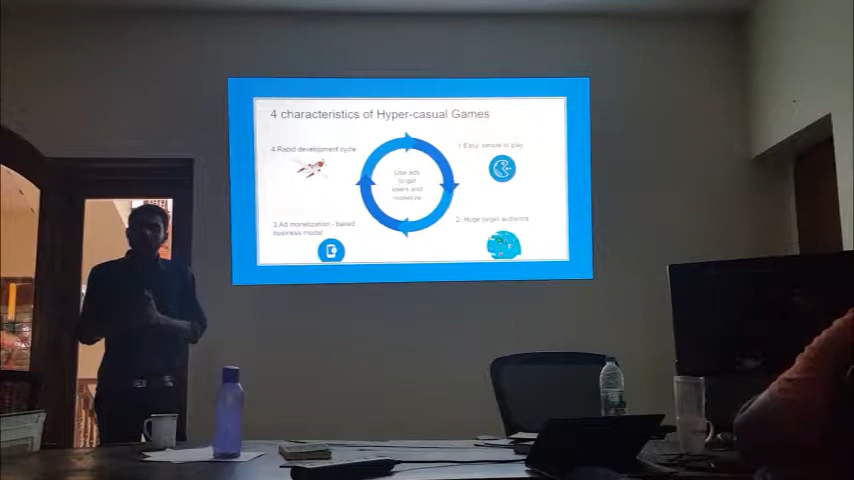 4 characteristics of Hyper-casual Games
4.Rapid development cycle
1.Easy, simple to play
Use ads
to get
users and
monetize
3.Ad monetization - based
business modal
2. Huge target audience